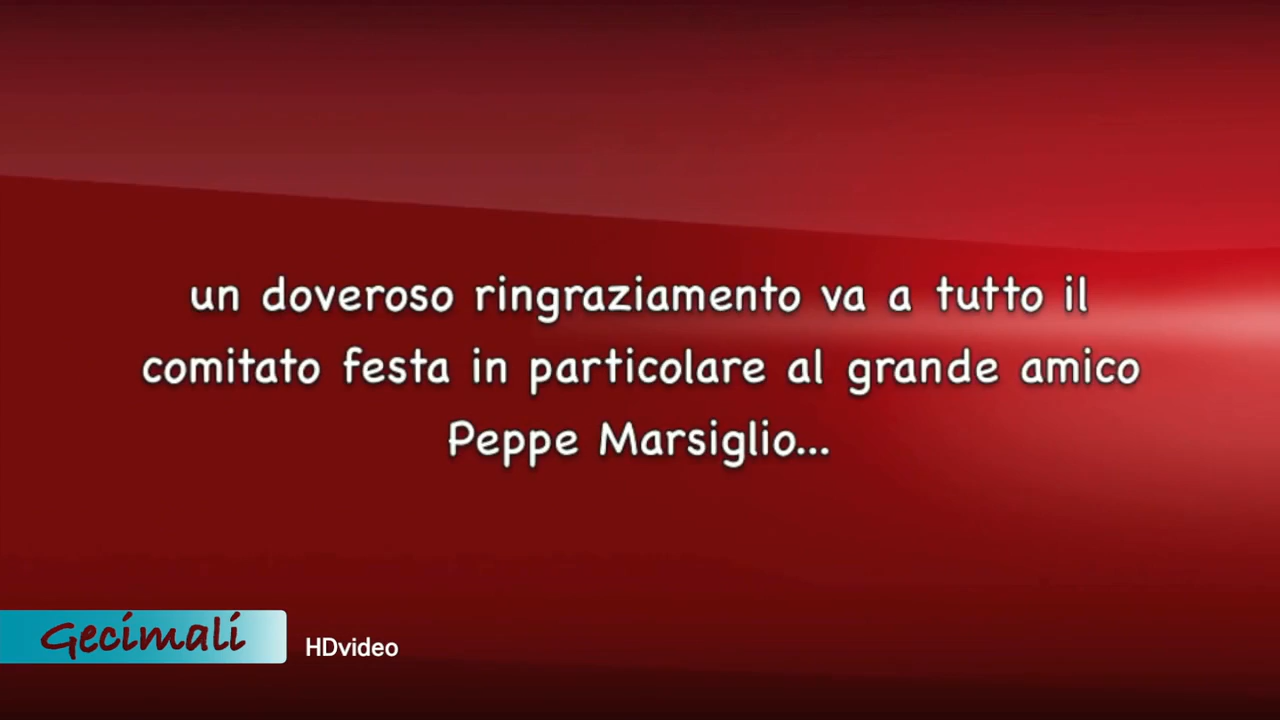 un doveroso ringraziamento va a tutto il
comitato festa in particolare al grande amico
Peppe Marsiglio...
Gecimali
HDvideo